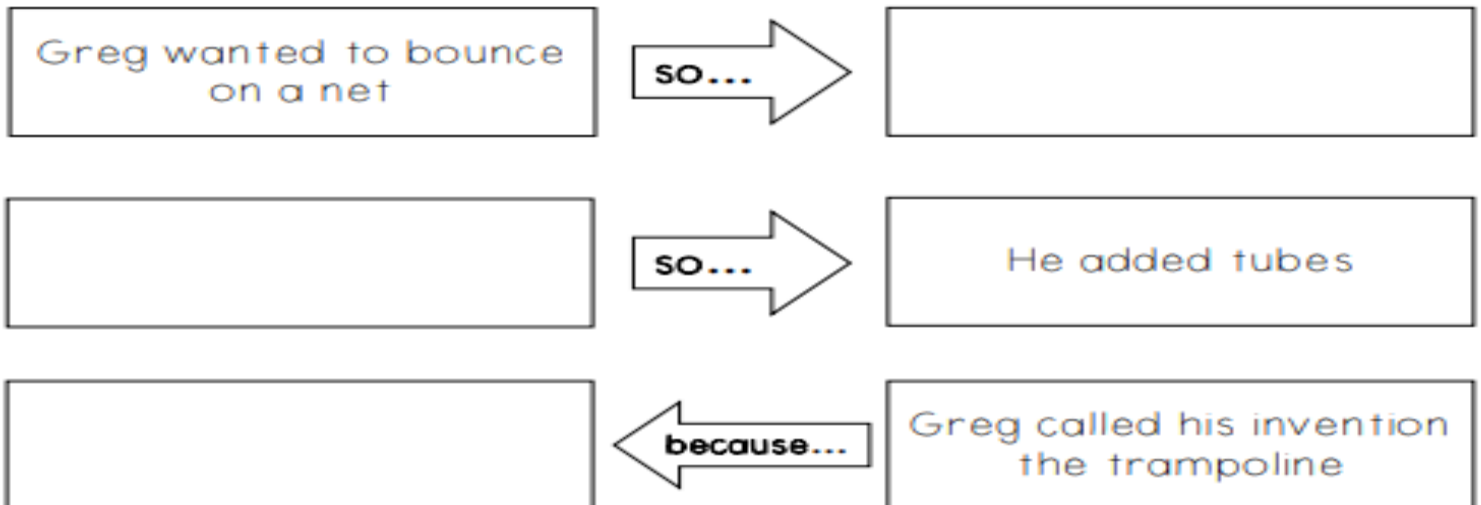 Greg wanted to bounce
on a net
so...
so...
He added tubes
because...
Greg called his invention
the trampoline